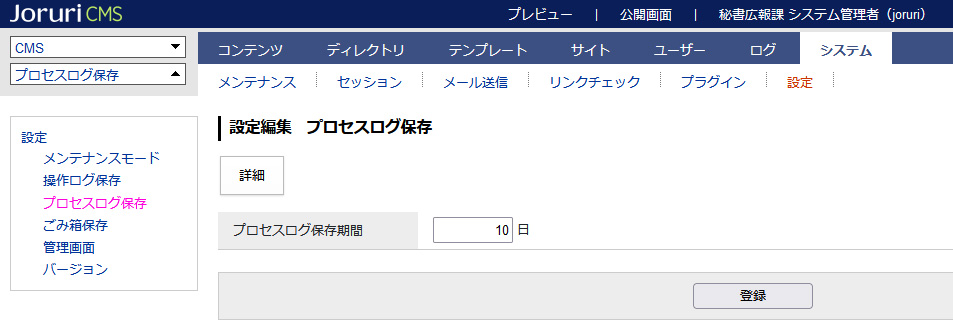 Joruri CMS
プレビュー | 公開画面 | 秘書広報課 システム管理者（joruri）
CMS
プロセスログ保存
コンテンツ ディレクトリ テンプレート サイト ユーザー ログ システム
メンテナンス セッション メール送信 リンクチェック プラグイン 設定
設定
メンテナンスモード
操作ログ保存
プロセスログ保存
ごみ箱保存
管理画面
バージョン
設定編集 プロセスログ保存
詳細
プロセスログ保存期間 10 日
登録